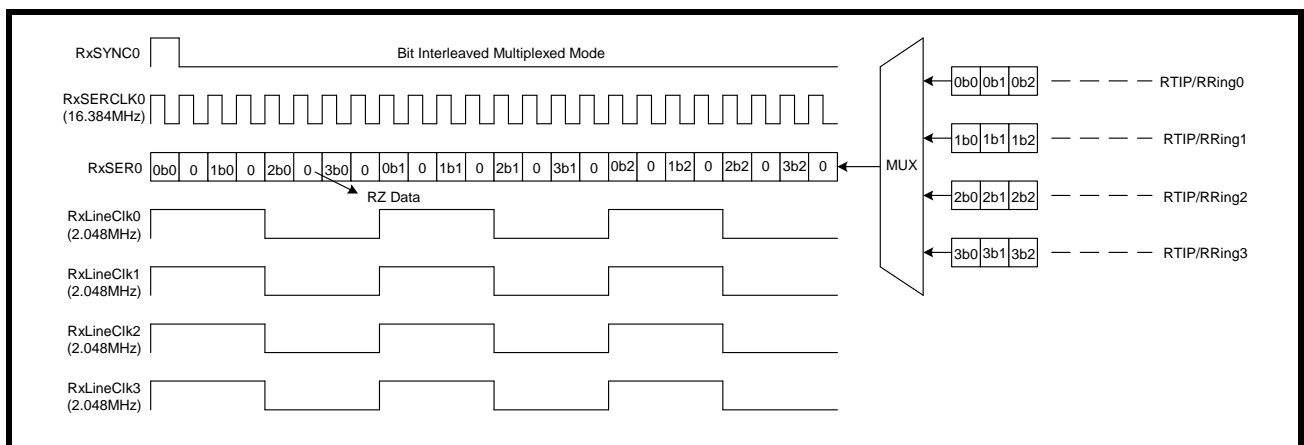 RxSYNC0
Bit Interleaved Multiplexed Mode
RxSERCLK0
(16.384MHz)
RxSER0 0b0 0 1b0 0 2b0 0 3b0 0 0b1 0 1b1 0 2b1 0 3b1 0 0b2 0 1b2 0 2b2 0 3b2 0
RZ Data
RxLineClk0
(2.048MHz)
RxLineClk1
(2.048MHz)
RxLineClk2
(2.048MHz)
RxLineClk3
(2.048MHz)
MUX
0b0 0b1 0b2 RTIP/RRing0
1b0 1b1 1b2 RTIP/RRing1
2b0 2b1 2b2 RTIP/RRing2
3b0 3b1 3b2 RTIP/RRing3